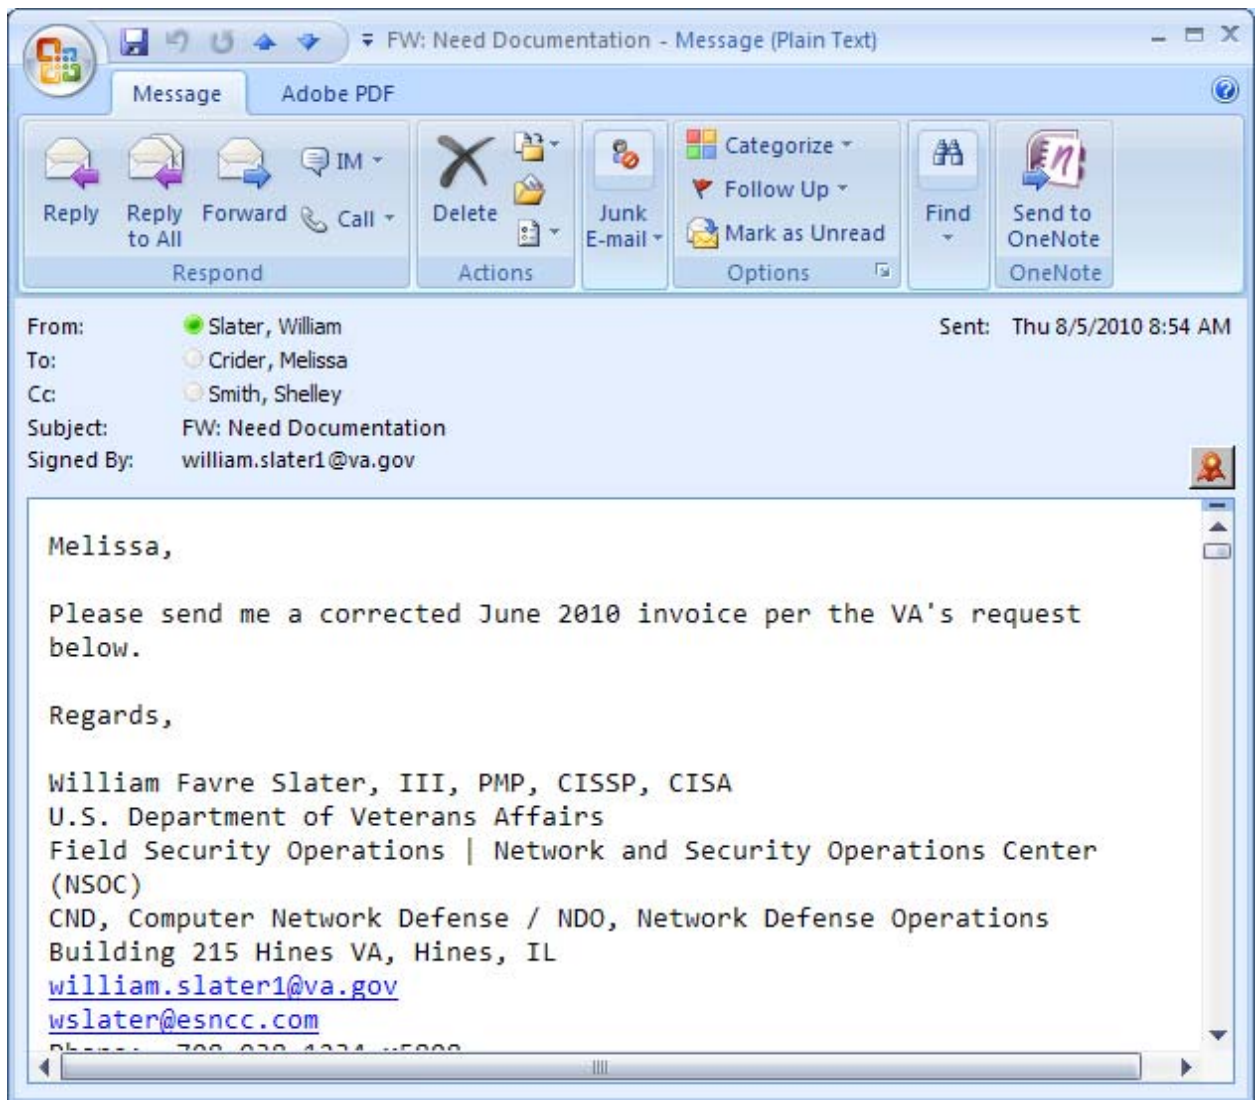 FW: Need Documentation - Message (Plain Text)
Message Adobe PDF
Reply
Reply to All
Forward
IM
Call
Respond
Delete
Actions
Junk E-mail
Categorize
Follow Up
Mark as Unread
Options
Find
Send to OneNote
OneNote
From: Slater, William Sent: Thu 8/5/2010 8:54 AM
To: Crider, Melissa
Cc: Smith, Shelley
Subject: FW: Need Documentation
Signed By: william.slater1@va.gov
Melissa,
Please send me a corrected June 2010 invoice per the VA's request
below.
Regards,
William Favre Slater, III, PMP, CISSP, CISA
U.S. Department of Veterans Affairs
Field Security Operations | Network and Security Operations Center
(NSOC)
CND, Computer Network Defense / NDO, Network Defense Operations
Building 215 Hines VA, Hines, IL
william.slater1@va.gov
wslater@esncc.com